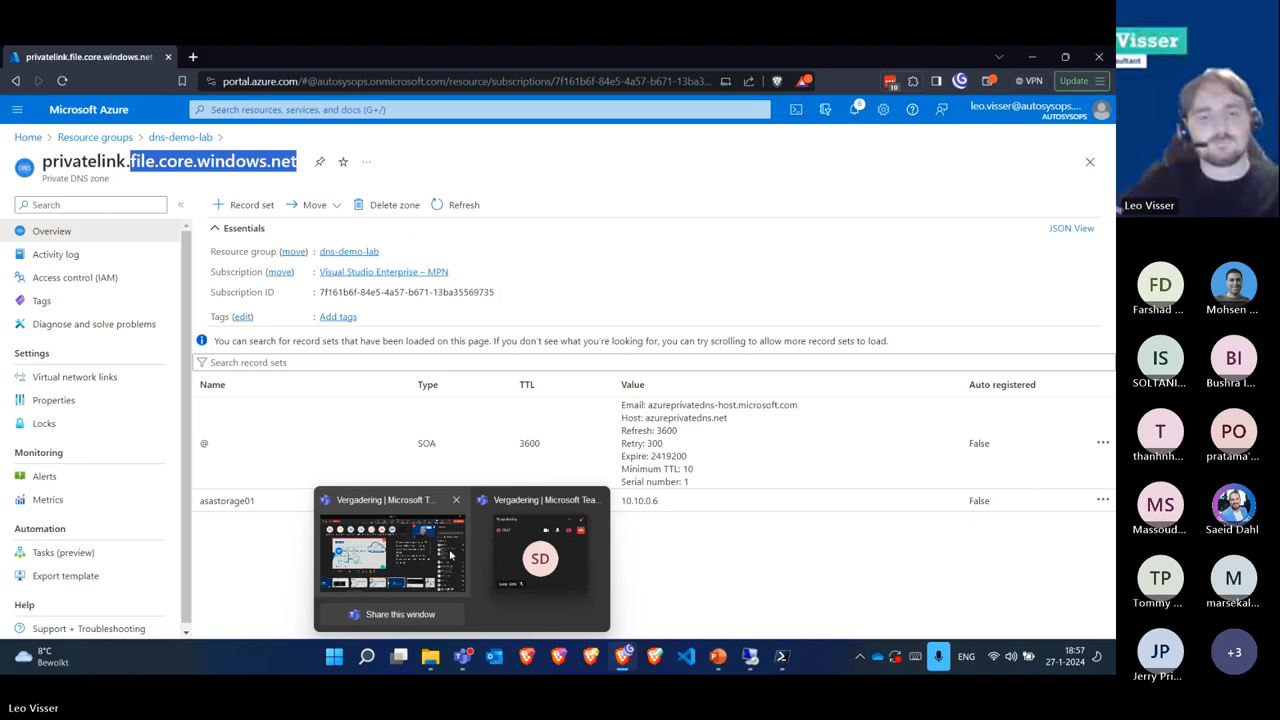 privatelink.file.core.windows.net
portal.azure.com/#@autosysops.onmicrosoft.com/resource/subscriptions/7f161b6f-84e5-4a57-b671-13ba3...
VPN
Update
Microsoft Azure
Search resources, services, and docs (G+/)
6
leo.visser@autosysops....
AUTOSYSOPS
Home > Resource groups > dns-demo-lab >
DNS
privatelink.file.core.windows.net
Private DNS zone
Search
Record set
Move
Delete zone
Refresh
Overview
Activity log
Access control (IAM)
Tags
Diagnose and solve problems
Settings
Virtual network links
Properties
Locks
Monitoring
Alerts
Metrics
Automation
Tasks (preview)
Export template
Help
Support + Troubleshooting
Essentials
JSON View
Resource group (move) : dns-demo-lab
Subscription (move) : Visual Studio Enterprise – MPN
Subscription ID : 7f161b6f-84e5-4a57-b671-13ba35569735
Tags (edit) : Add tags
You can search for record sets that have been loaded on this page. If you don't see what you're looking for, you can try scrolling to allow more record sets to load.
Search record sets
Name Type TTL Value Auto registered
@ SOA 3600
Email: azureprivatedns-host.microsoft.com
Host: azureprivatedns.net
Refresh: 3600
Retry: 300
Expire: 2419200
Minimum TTL: 10
Serial number: 1
False
asastorage01 10.10.0.6 False
Vergadering | Microsoft T...
Vergadering | Microsoft Tea...
SD
Share this window
8°C
Bewolkt
ENG
18:57
27-1-2024
Visser
Leo Visser
FD
Farshad ...
Mohsen ...
IS
SOLTANI...
BI
Bushra I...
T
thanhnh...
PO
pratama'...
MS
Massoud...
Saeid Dahl
TP
Tommy ...
M
marsekal...
JP
Jerry Pri...
+3
Leo Visser